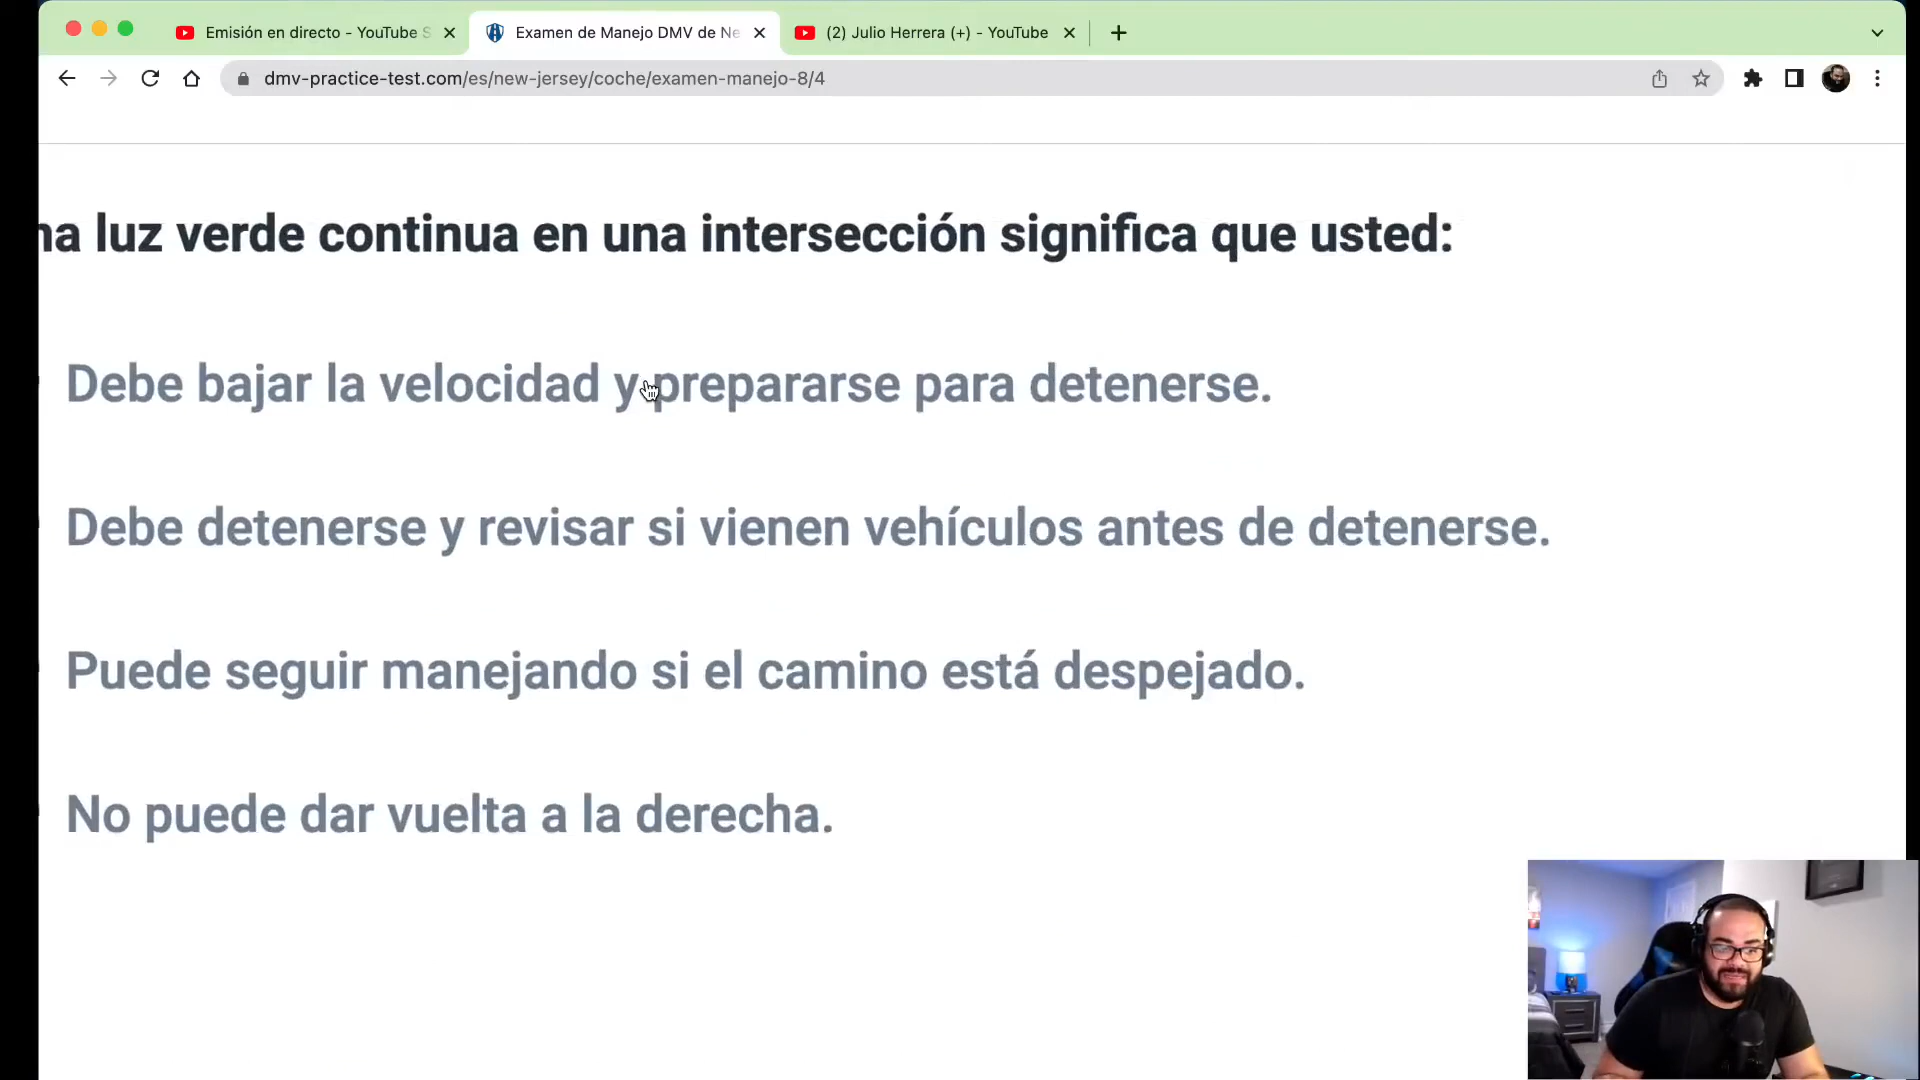 Emisión en directo - YouTube S
Examen de Manejo DMV de Ne
(2) Julio Herrera (+) - YouTube
dmv-practice-test.com/es/new-jersey/coche/examen-manejo-8/4
na luz verde continua en una intersección significa que usted:
Debe bajar la velocidad y prepararse para detenerse.
Debe detenerse y revisar si vienen vehículos antes de detenerse.
Puede seguir manejando si el camino está despejado.
No puede dar vuelta a la derecha.